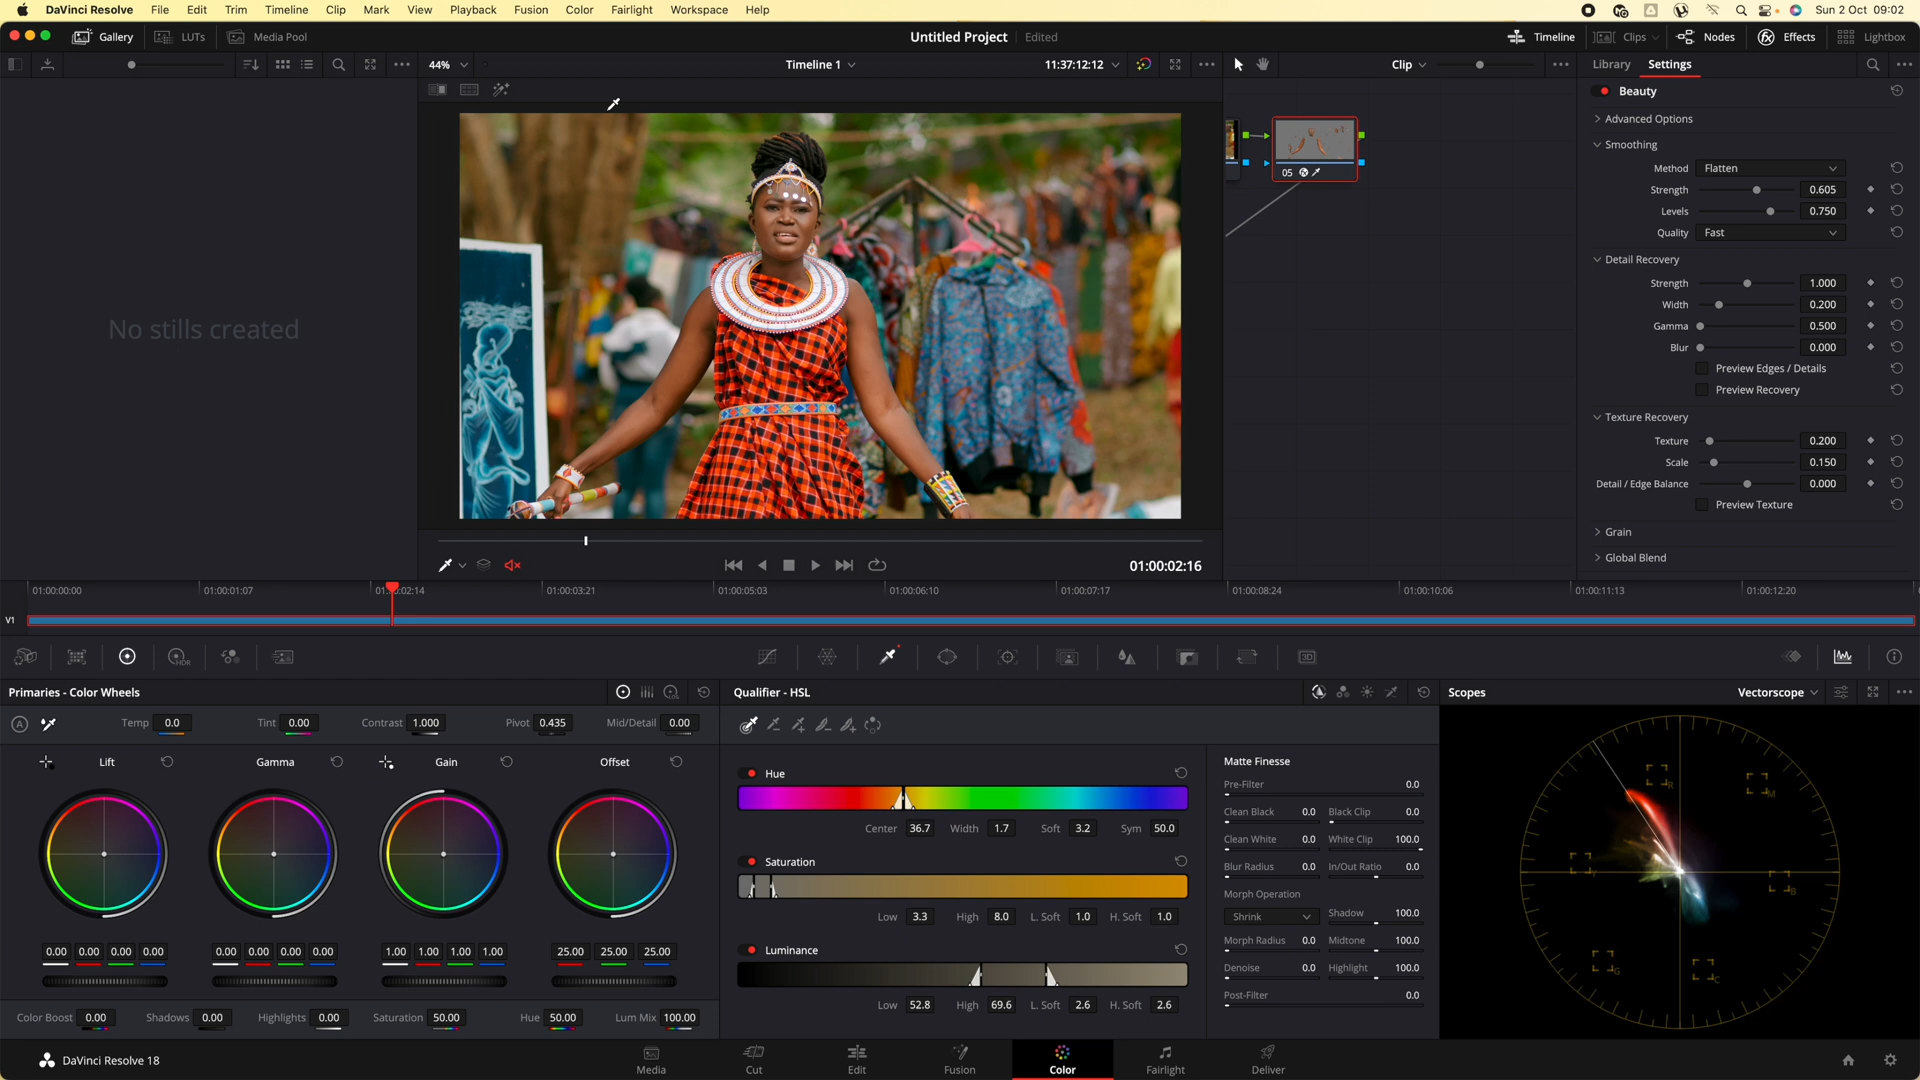 DaVinci Resolve File Edit Trim Timeline Clip Mark View Playback Fusion Color Fairlight Workspace Help Sun 2 Oct 09:02
Gallery LUTs Media Pool Untitled Project Edited Timeline Clips Nodes Effects Lightbox
44% Timeline 1 11:37:12:12 Clip Library Settings
Beauty
Advanced Options
Smoothing
Method Flatten
Strength 0.605
Levels 0.750
Quality Fast
05
Detail Recovery
Strength 1.000
Width 0.200
Gamma 0.500
Blur 0.000
Preview Edges / Details
Preview Recovery
No stills created
Texture Recovery
Texture 0.200
Scale 0.150
Detail / Edge Balance 0.000
Preview Texture
Grain
Global Blend
01:00:02:16
01:00:00:00 01:00:01:07 01:00:02:14 01:00:03:21 01:00:05:03 01:00:06:10 01:00:07:17 01:00:08:24 01:00:10:06 01:00:11:13 01:00:12:20
V1
HDR 3D
Primaries - Color Wheels
LOG
A Temp 0.0 Tint 0.00 Contrast 1.000 Pivot 0.435 Mid/Detail 0.00
Lift Gamma Gain Offset
0.00 0.00 0.00 0.00 0.00 0.00 0.00 0.00 1.00 1.00 1.00 1.00 25.00 25.00 25.00
Color Boost 0.00 Shadows 0.00 Highlights 0.00 Saturation 50.00 Hue 50.00 Lum Mix 100.00
Qualifier - HSL
Hue
Center 36.7 Width 1.7 Soft 3.2 Sym 50.0
Saturation
Low 3.3 High 8.0 L. Soft 1.0 H. Soft 1.0
Luminance
Low 52.8 High 69.6 L. Soft 2.6 H. Soft 2.6
Matte Finesse
Pre-Filter 0.0
Clean Black 0.0 Black Clip 0.0
Clean White 0.0 White Clip 100.0
Blur Radius 0.0 In/Out Ratio 0.0
Morph Operation
Shrink Shadow 100.0
Morph Radius 0.0 Midtone 100.0
Denoise 0.0 Highlight 100.0
Post-Filter 0.0
Scopes Vectorscope
R M
Y B
G C
DaVinci Resolve 18 Media Cut Edit Fusion Color Fairlight Deliver